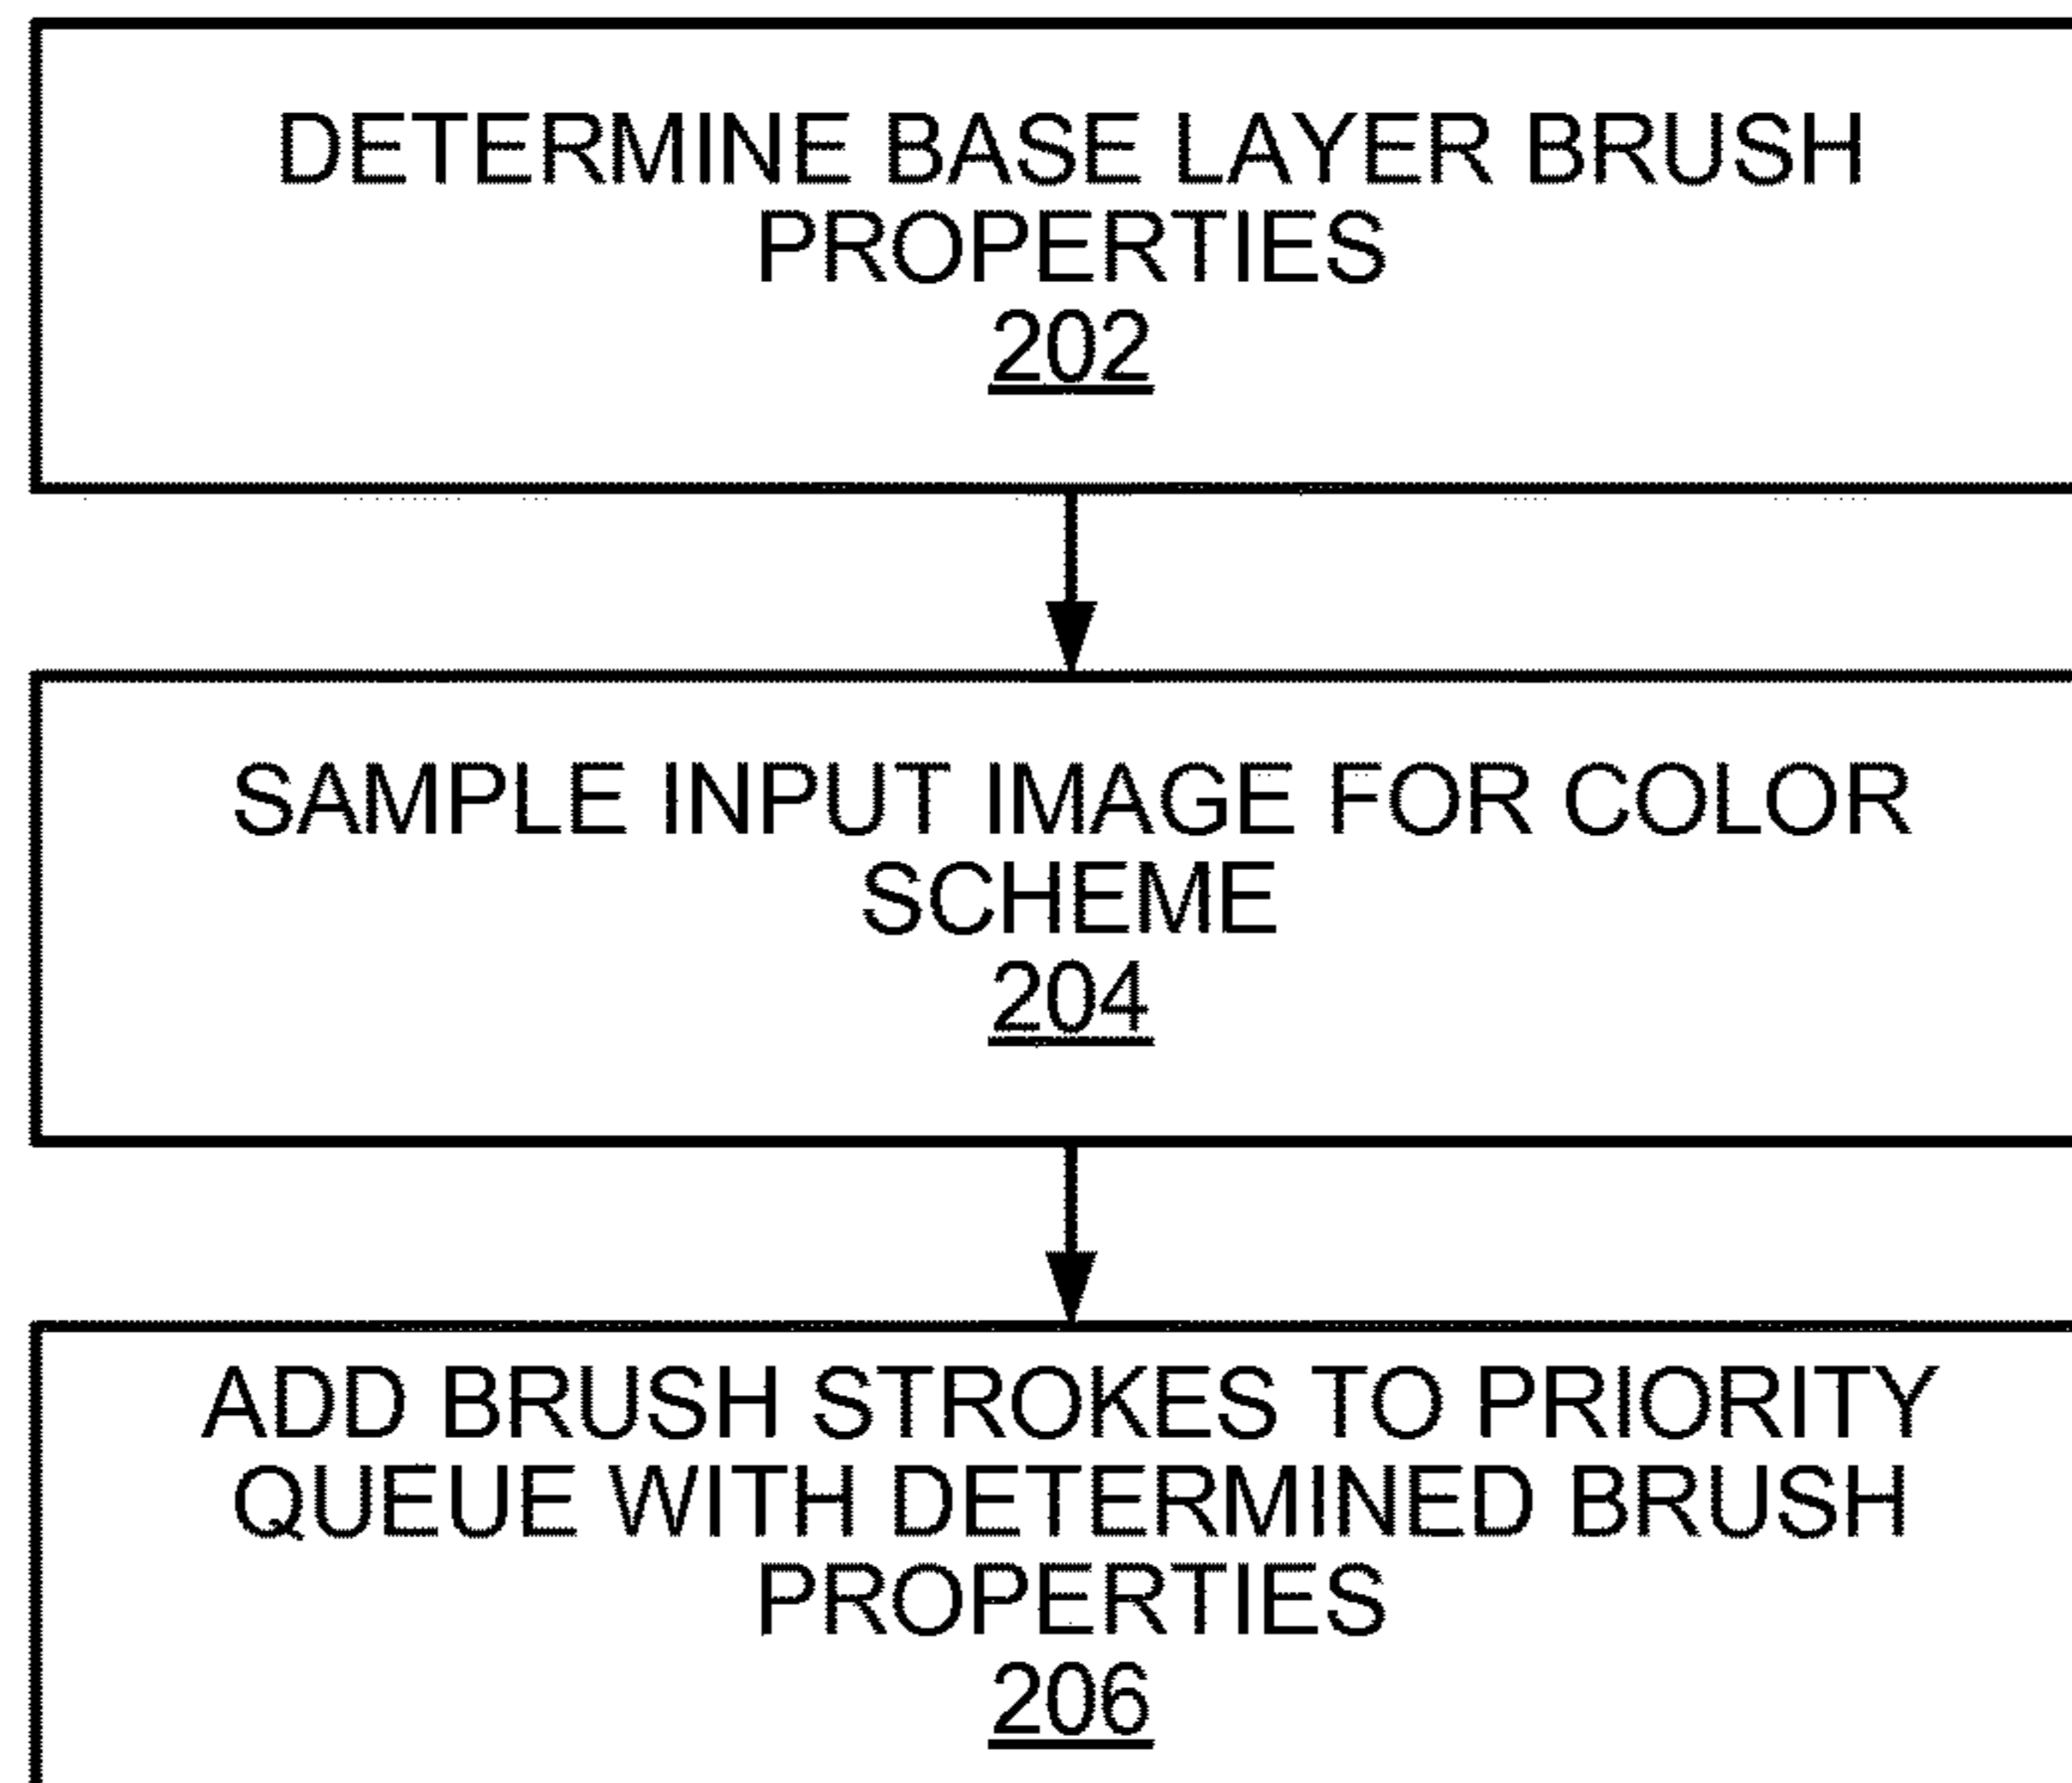 DETERMINE BASE LAYER BRUSH
PROPERTIES
202
SAMPLE INPUT IMAGE FOR COLOR
SCHEME
204
ADD BRUSH STROKES TO PRIORITY
QUEUE WITH DETERMINED BRUSH
PROPERTIES
206